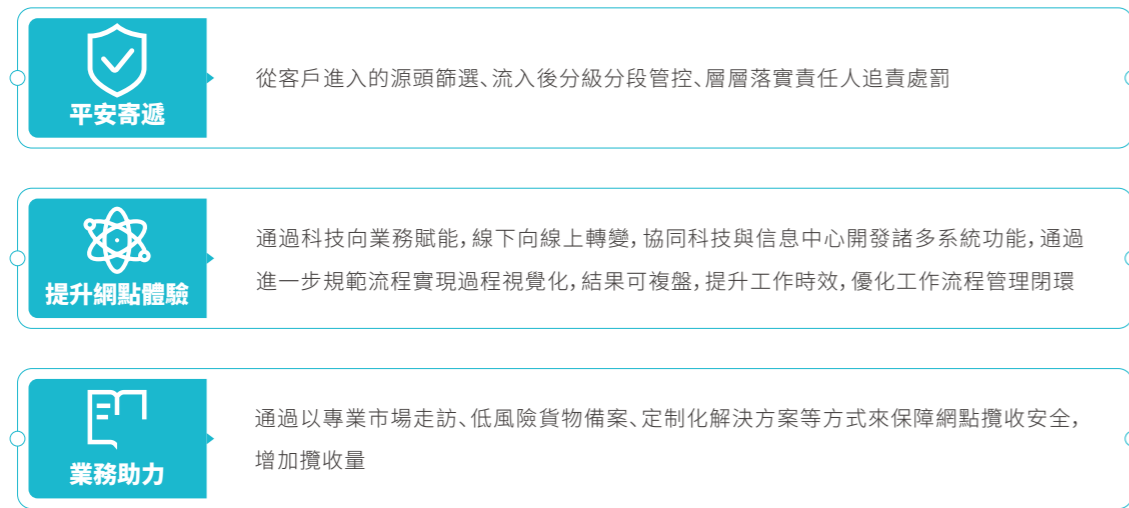 平安寄遞
從客戶進入的源頭篩選、流入後分級分段管控、層層落實責任人追責處罰
提升網點體驗
通過科技向業務賦能，線下向線上轉變，協同科技與信息中心開發諸多系統功能，通過
進一步規範流程實現過程視覺化，結果可複盤，提升工作時效，優化工作流程管理閉環
業務助力
通過以專業市場走訪、低風險貨物備案、定制化解決方案等方式來保障網點攬收安全，
增加攬收量